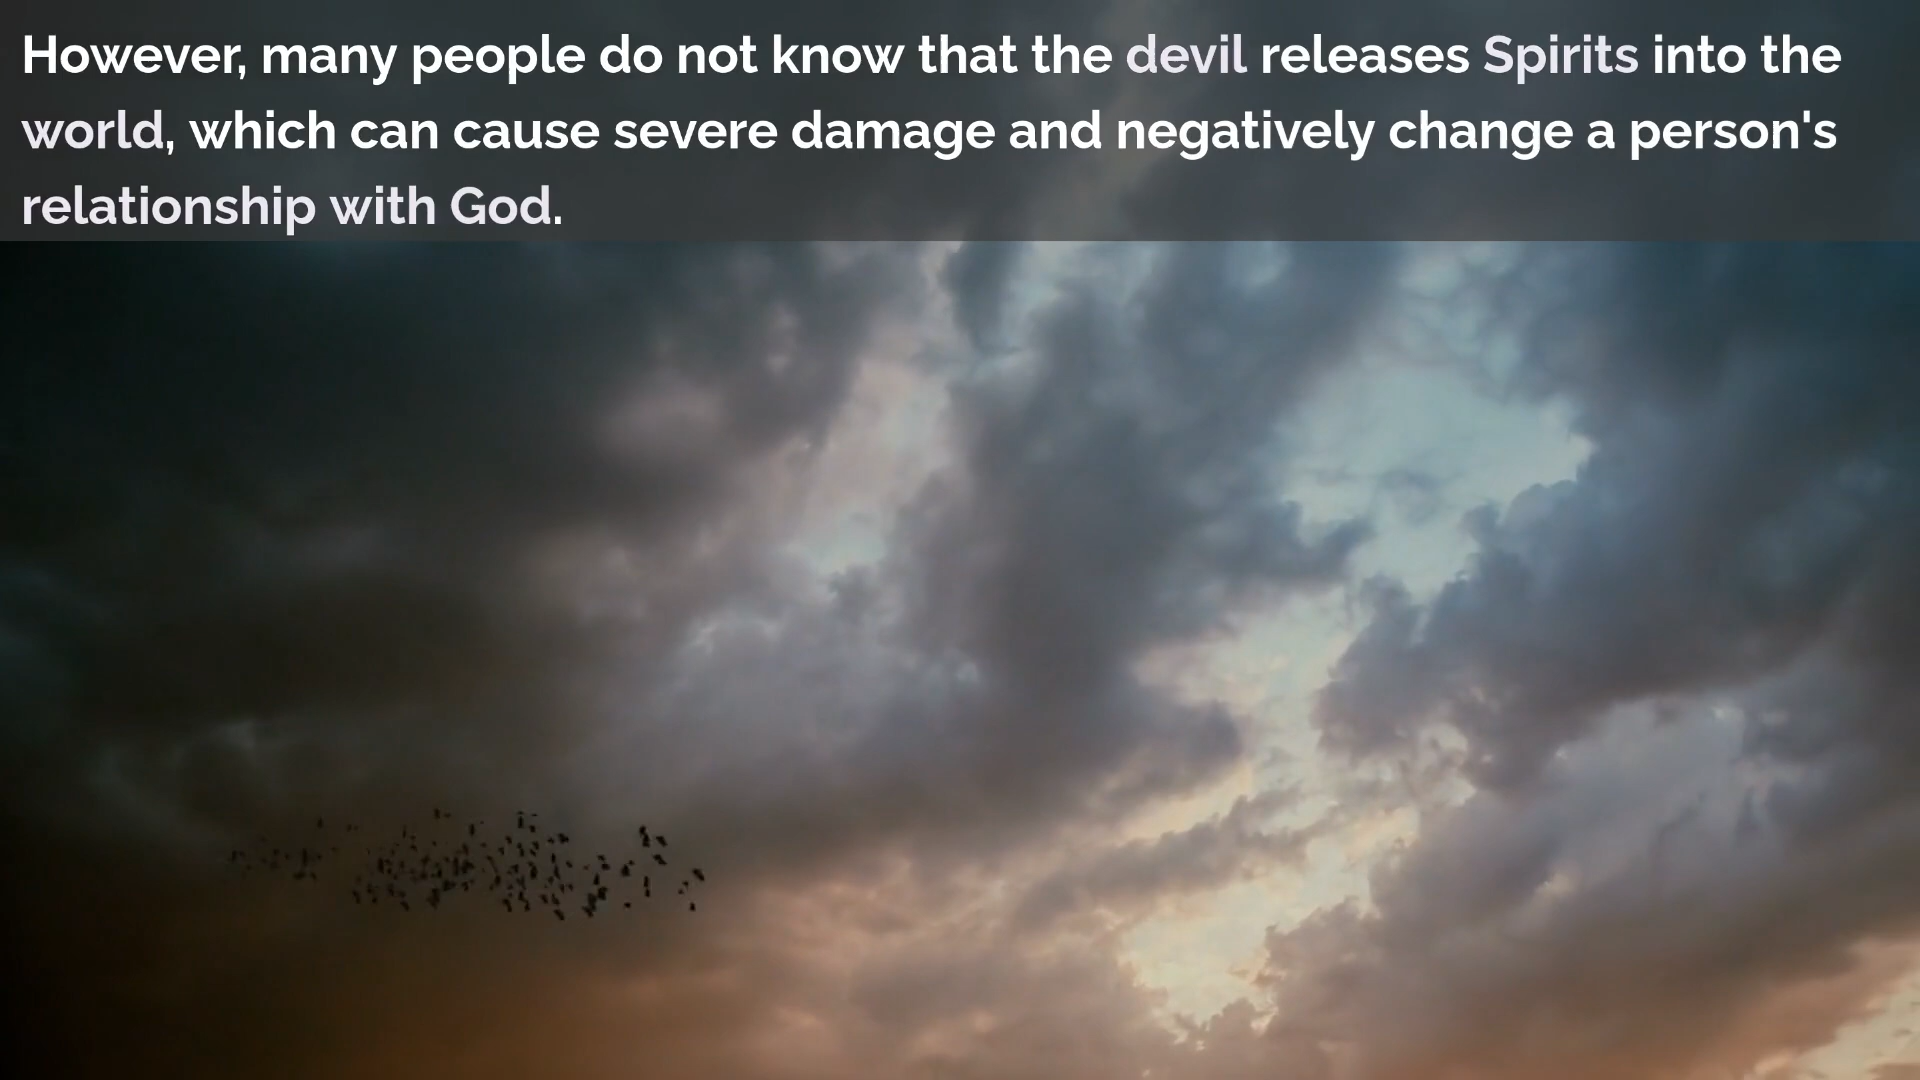 However, many people do not know that the devil releases Spirits into the
world, which can cause severe damage and negatively change a person's
relationship with God.